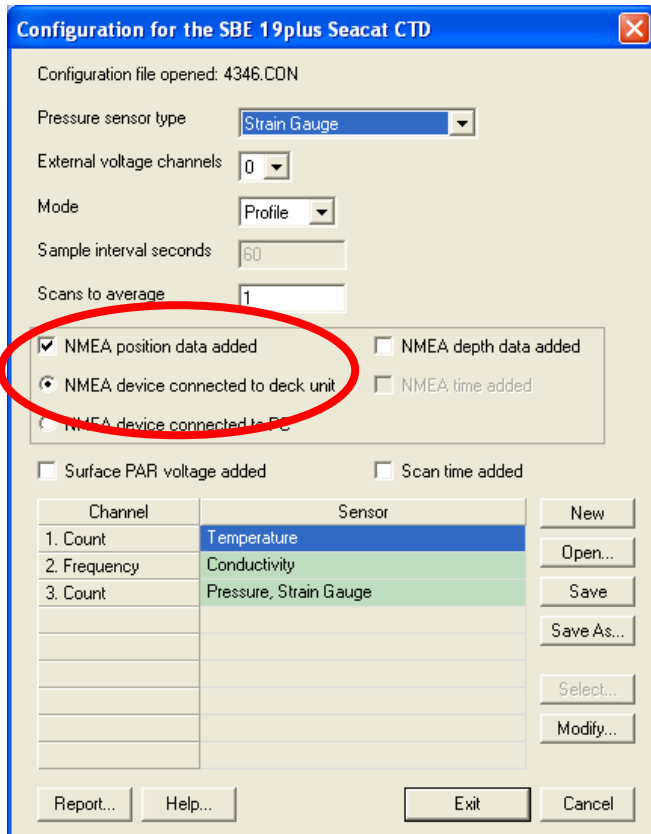 Configuration for the SBE 19plus Seacat CTD
Configuration file opened: 4346.CON
Pressure sensor type Strain Gauge
External voltage channels 0
Mode Profile
Sample interval seconds 60
Scans to average 1
NMEA position data added NMEA depth data added
NMEA device connected to deck unit NMEA time added
NMEA device connected to PC
Surface PAR voltage added Scan time added
Channel Sensor New
1. Count Temperature
Open...
2. Frequency Conductivity
3. Count Pressure, Strain Gauge Save
Save As...
Select...
Modify...
Report... Help... Exit Cancel